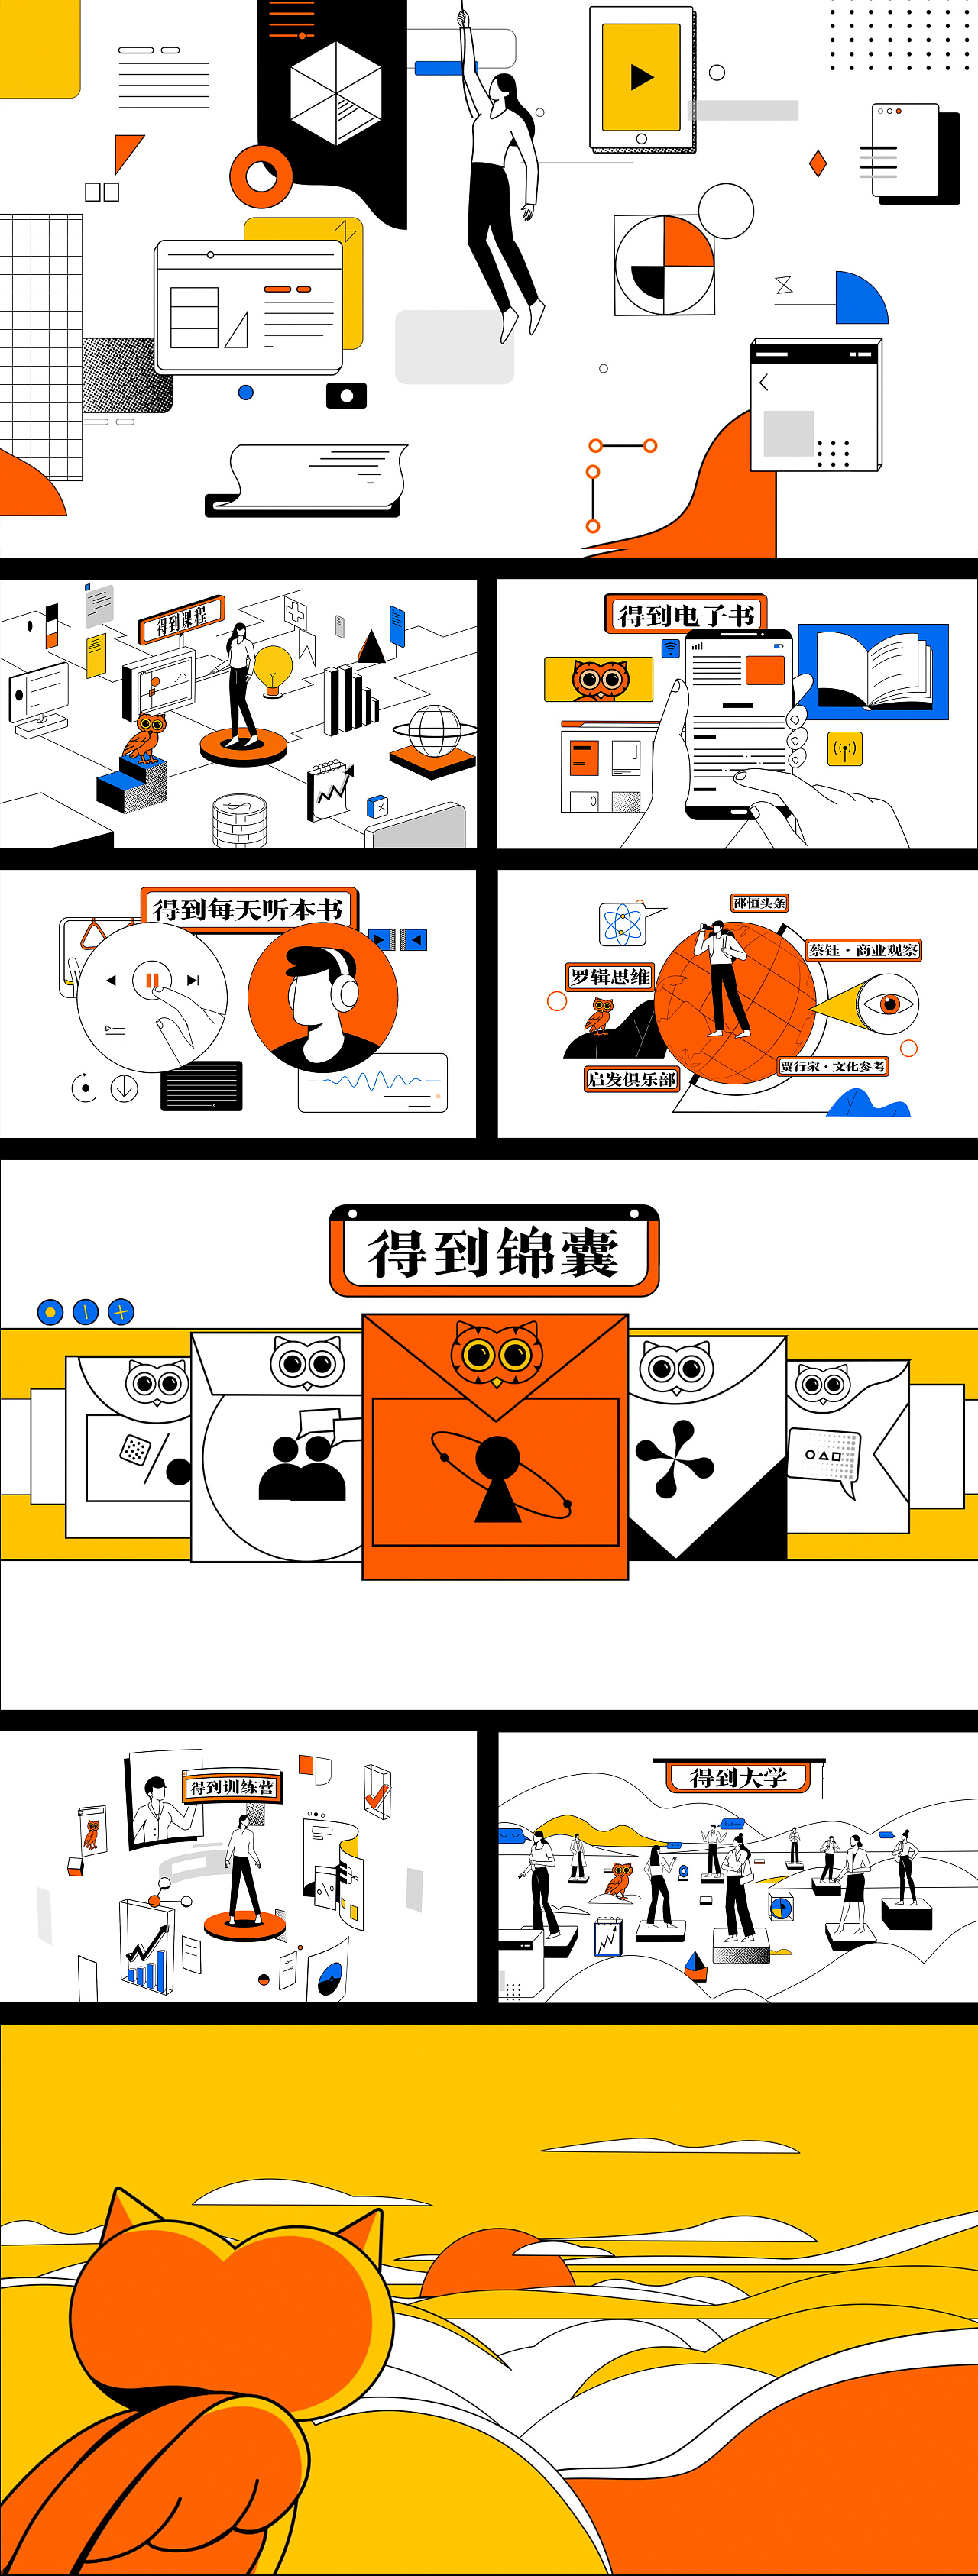 得到课程
得到电子书
得到每天听本书
邵恒头条
蔡钰·商业观察
罗辑思维
启发俱乐部
贾行家·文化参考
得到锦囊
得到训练营
得到大学